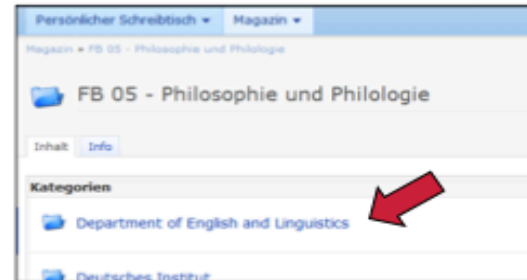 Persönlicher Schreibtisch Magazin
Magazin » FB 05 - Philosophie und Philologie
FB 05 - Philosophie und Philologie
Inhalt Info
Kategorien
Department of English and Linguistics
Deutsches Institut